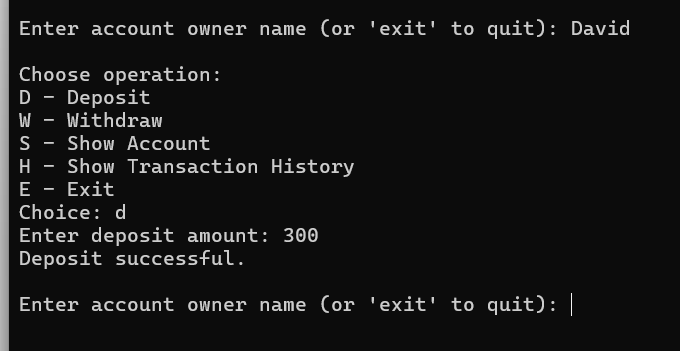 Enter account owner name (or 'exit' to quit): David
Choose operation:
D - Deposit
W - Withdraw
S - Show Account
H - Show Transaction History
E - Exit
Choice: d
Enter deposit amount: 300
Deposit successful.
Enter account owner name (or 'exit' to quit):